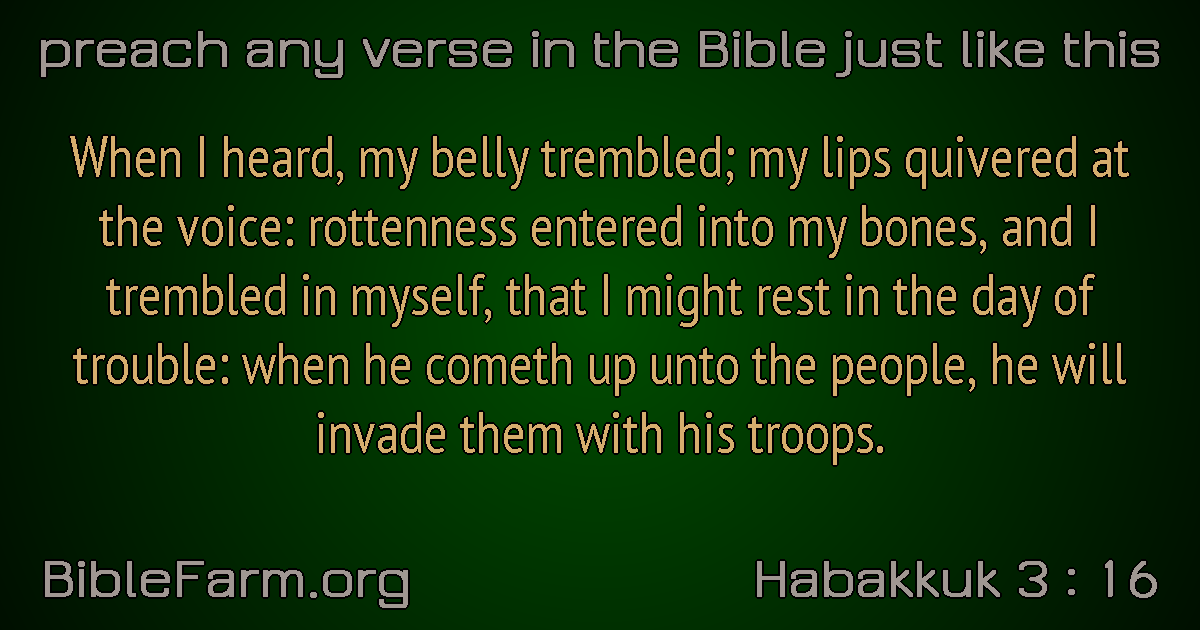 preach any verse in the Bible just like this
When I heard, my belly trembled; my lips quivered at
the voice: rottenness entered into my bones, and I
trembled in myself, that I might rest in the day of
trouble: when he cometh up unto the people, he will
invade them with his troops.
BibleFarm.org
Habakkuk 3 : 16